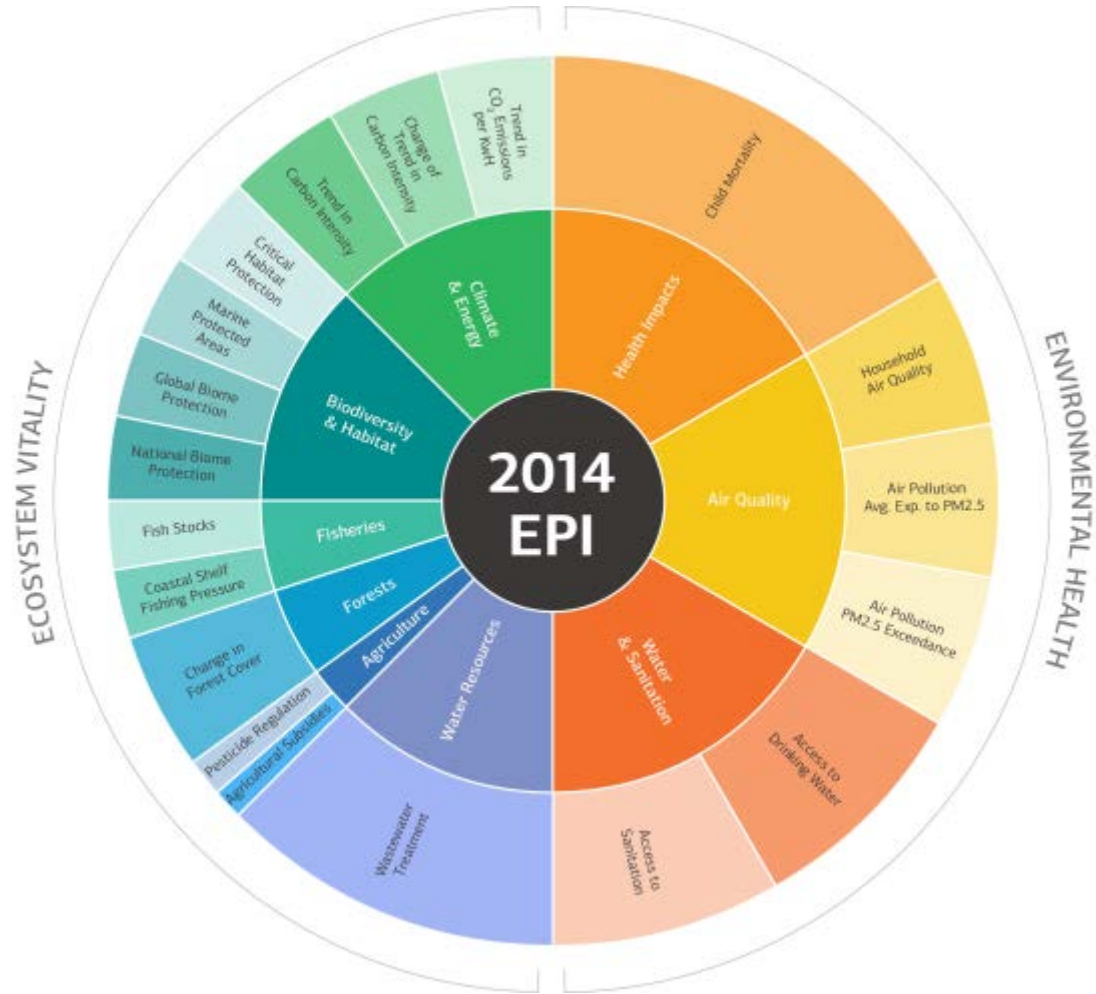 2014
EPI
ECOSYSTEM VITALITY
ENVIRONMENTAL HEALTH
Health Impacts
Child Mortality
Air Quality
Household
Air Quality
Air Pollution
Avg. Exp. to PM2.5
Air Pollution
PM2.5 Exceedance
Water
& Sanitation
Access to
Drinking Water
Access to
Sanitation
Water Resources
Wastewater
Treatment
Agriculture
Agricultural Subsidies
Pesticide Regulation
Forests
Change in
Forest Cover
Fisheries
Coastal Shelf
Fishing Pressure
Fish Stocks
Biodiversity
& Habitat
National Biome
Protection
Global Biome
Protection
Marine
Protected
Areas
Critical
Habitat
Protection
Climate
& Energy
Trend in
Carbon Intensity
Change of
Trend in
Carbon Intensity
Trend in
CO₂ Emissions
per KwH